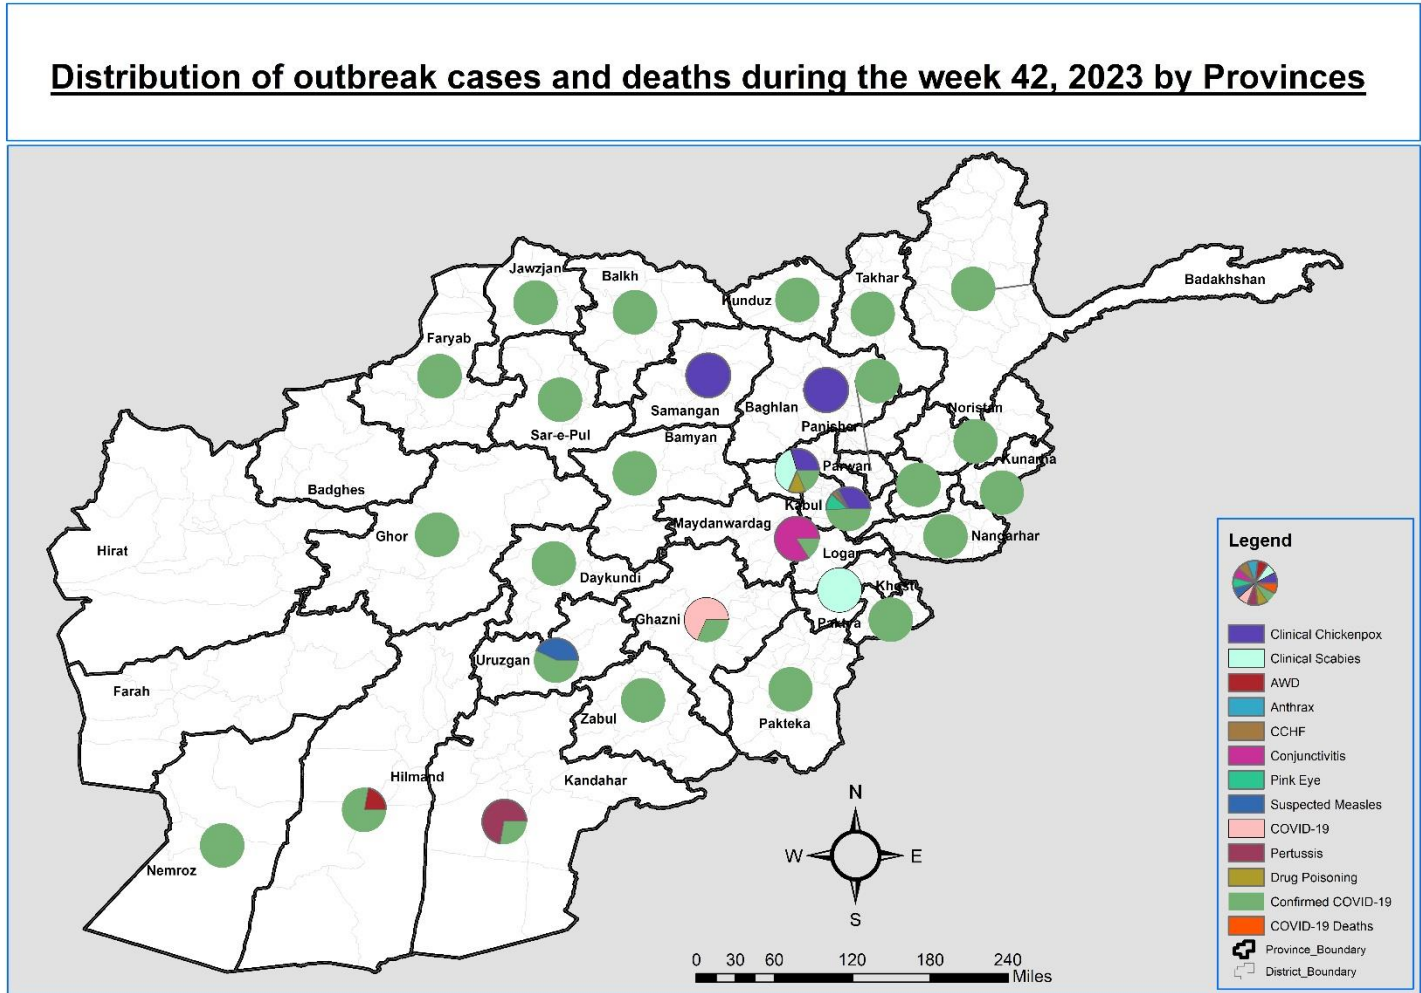 Distribution of outbreak cases and deaths during the week 42, 2023 by Provinces
Jawzjan
Balkh
Kunduz
Takhar
Badakhshan
Faryab
Samangan
Baghlan
Sar-e-Pul
Bamyan
Panjsher
Noristan
Kunarha
Parwan
Badghes
Kabul
Maydanwardag
Hirat
Ghor
Nangarhar
Logar
Daykundi
Khost
Ghazni
Paktya
Uruzgan
Farah
Zabul
Pakteka
Hilmand
Kandahar
Nemroz
N
W
E
S
0 30 60 120 180 240
Miles
Legend
Clinical Chickenpox
Clinical Scabies
AWD
Anthrax
CCHF
Conjunctivitis
Pink Eye
Suspected Measles
COVID-19
Pertussis
Drug Poisoning
Confirmed COVID-19
COVID-19 Deaths
Province_Boundary
District_Boundary